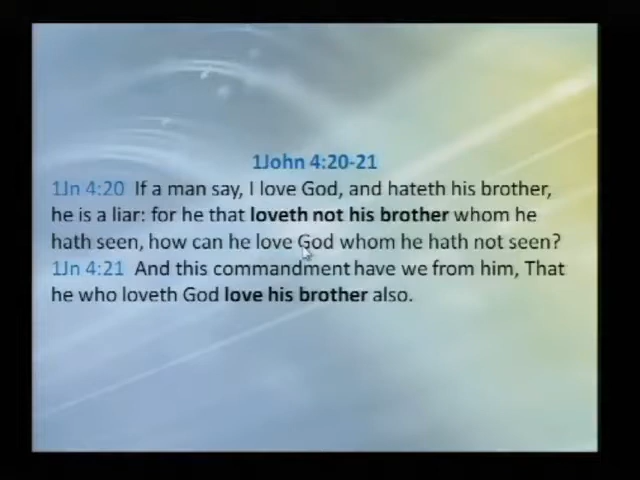 1John 4:20-21
1Jn 4:20 If a man say, I love God, and hateth his brother,
he is a liar: for he that loveth not his brother whom he
hath seen, how can he love God whom he hath not seen?
1Jn 4:21 And this commandment have we from him, That
he who loveth God love his brother also.